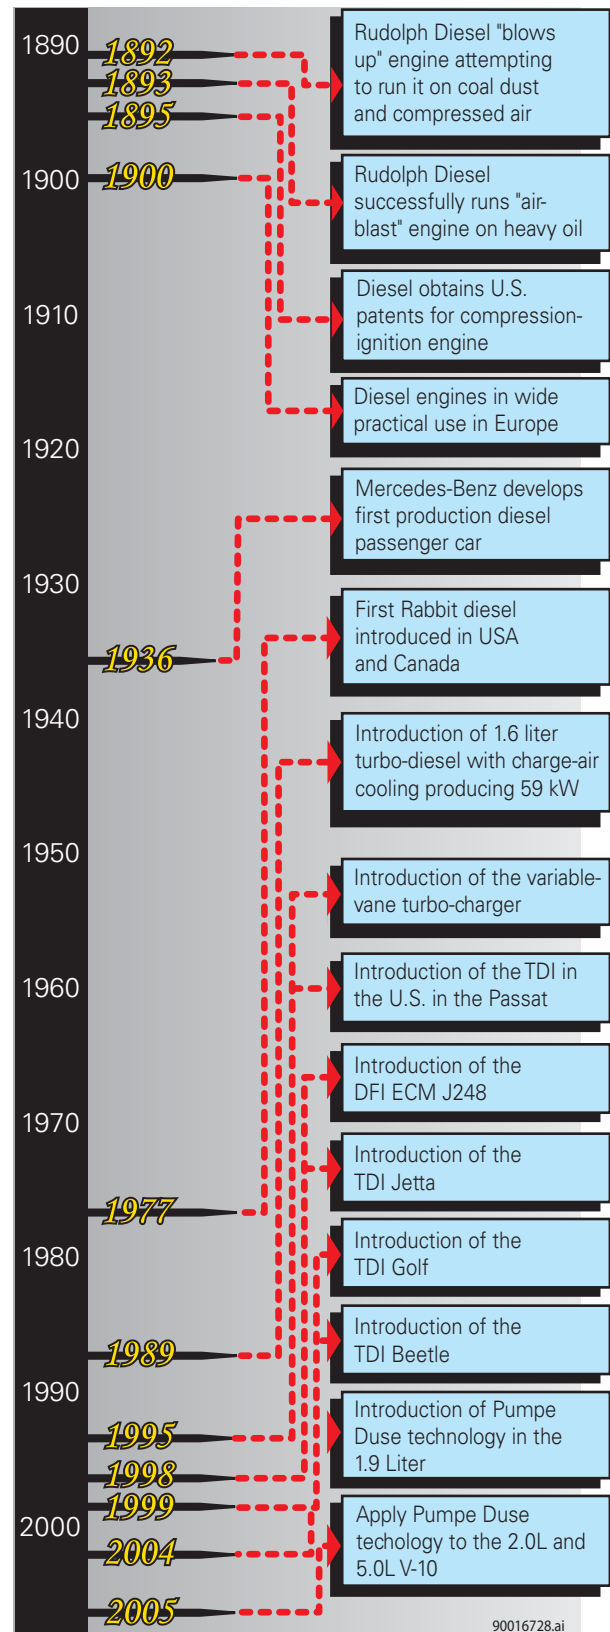 1890
1892
1893
1895
1900
1900
1910
1920
1930
1936
1940
1950
1960
1970
1977
1980
1989
1990
1995
1998
1999
2000
2004
2005
Rudolph Diesel "blows
up" engine attempting
to run it on coal dust
and compressed air
Rudolph Diesel
successfully runs "air-
blast" engine on heavy oil
Diesel obtains U.S.
patents for compression-
ignition engine
Diesel engines in wide
practical use in Europe
Mercedes-Benz develops
first production diesel
passenger car
First Rabbit diesel
introduced in USA
and Canada
Introduction of 1.6 liter
turbo-diesel with charge-air
cooling producing 59 kW
Introduction of the variable-
vane turbo-charger
Introduction of the TDI in
the U.S. in the Passat
Introduction of the
DFI ECM J248
Introduction of the
TDI Jetta
Introduction of the
TDI Golf
Introduction of the
TDI Beetle
Introduction of Pumpe
Duse technology in the
1.9 Liter
Apply Pumpe Duse
techology to the 2.0L and
5.0L V-10
90016728.ai